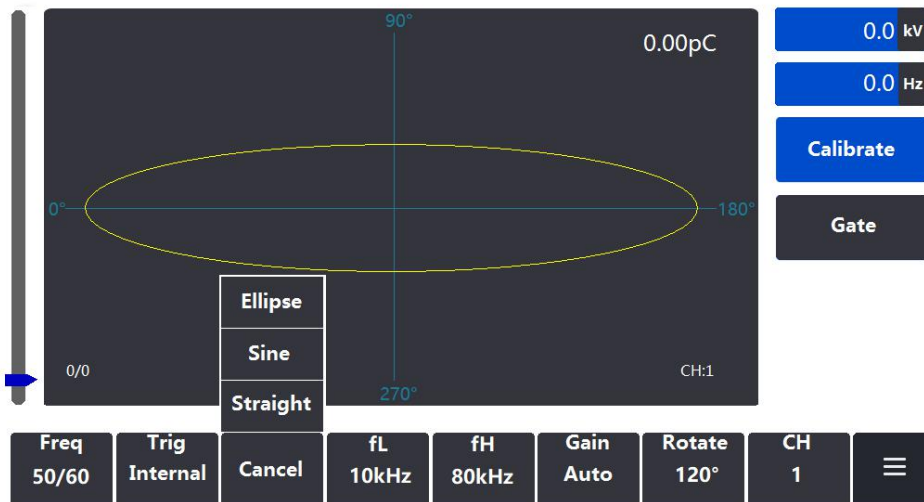 90°
0.00pC
0°
180°
270°
0/0
CH:1
0.0 kV
0.0 Hz
Calibrate
Gate
Ellipse
Sine
Straight
Cancel
Freq
50/60
Trig
Internal
fL
10kHz
fH
80kHz
Gain
Auto
Rotate
120°
CH
1